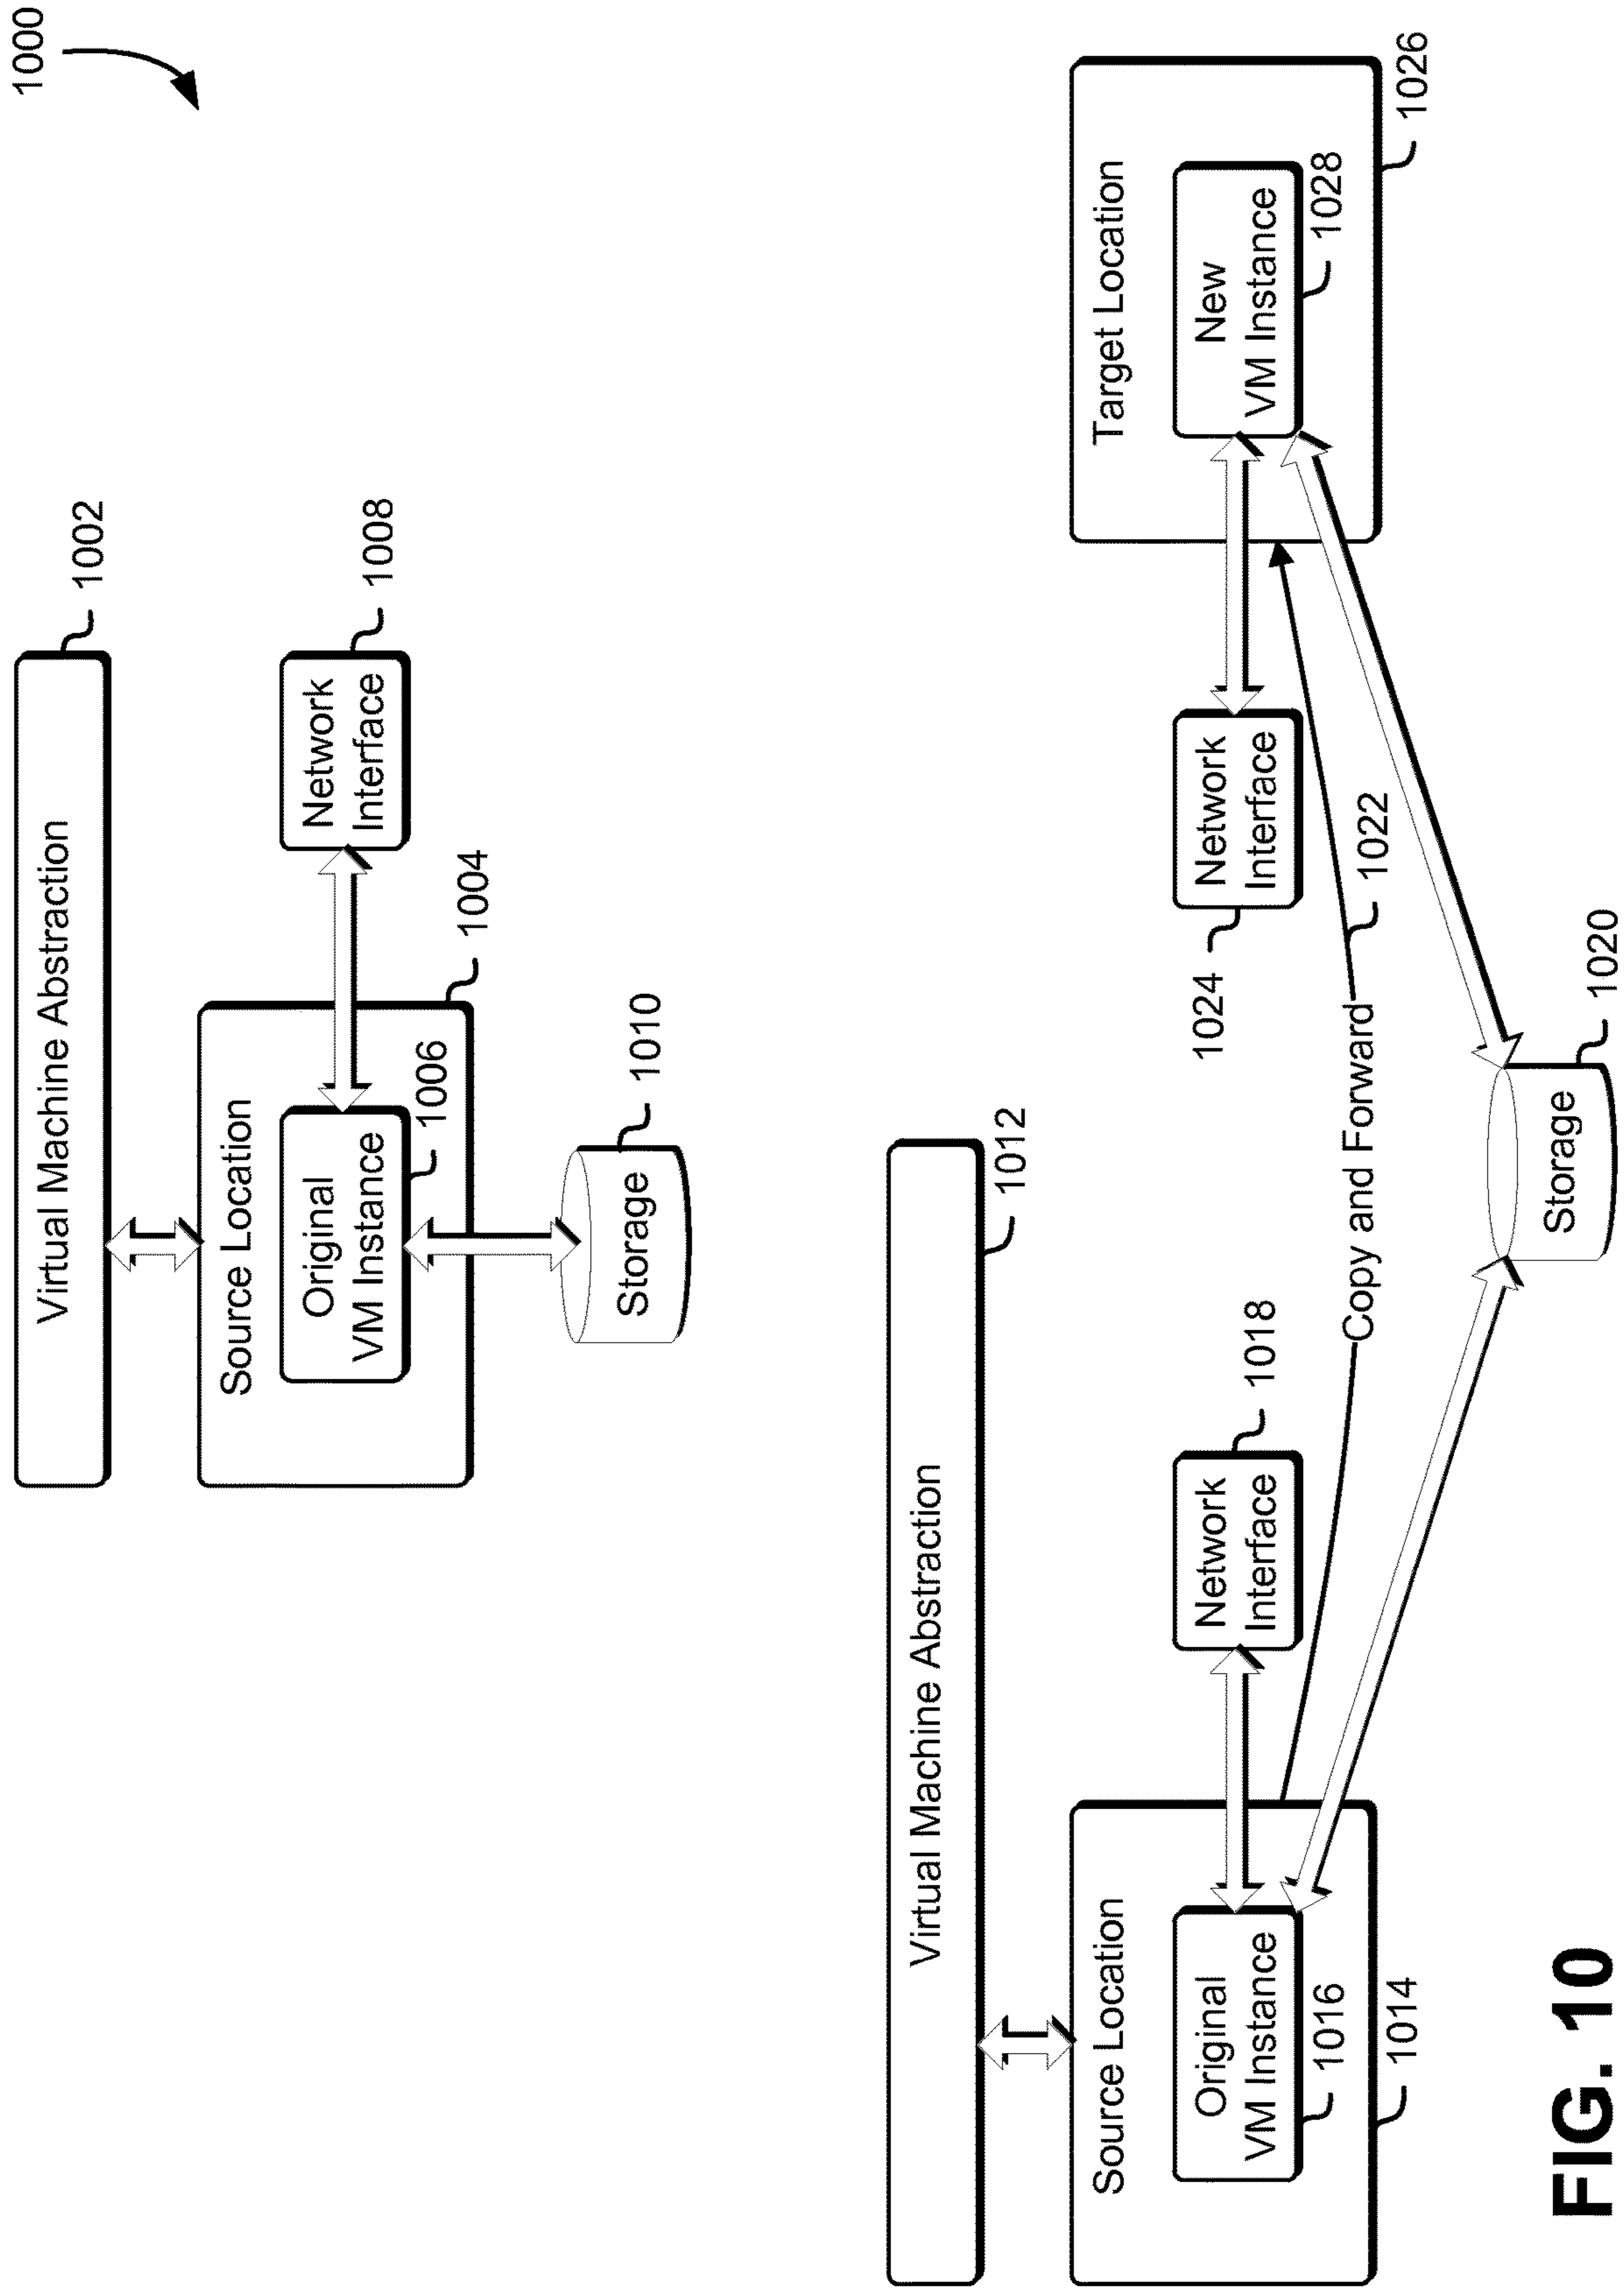 1000
Virtual Machine Abstraction
1002
Source Location
Original
VM Instance
1006
1004
Network
Interface
1008
Storage
1010
Virtual Machine Abstraction
1012
Source Location
Original
VM Instance
1016
1014
Network
Interface
1018
Copy and Forward
1022
Network
Interface
1024
Target Location
New
VM Instance
1028
1026
Storage
1020
FIG. 10